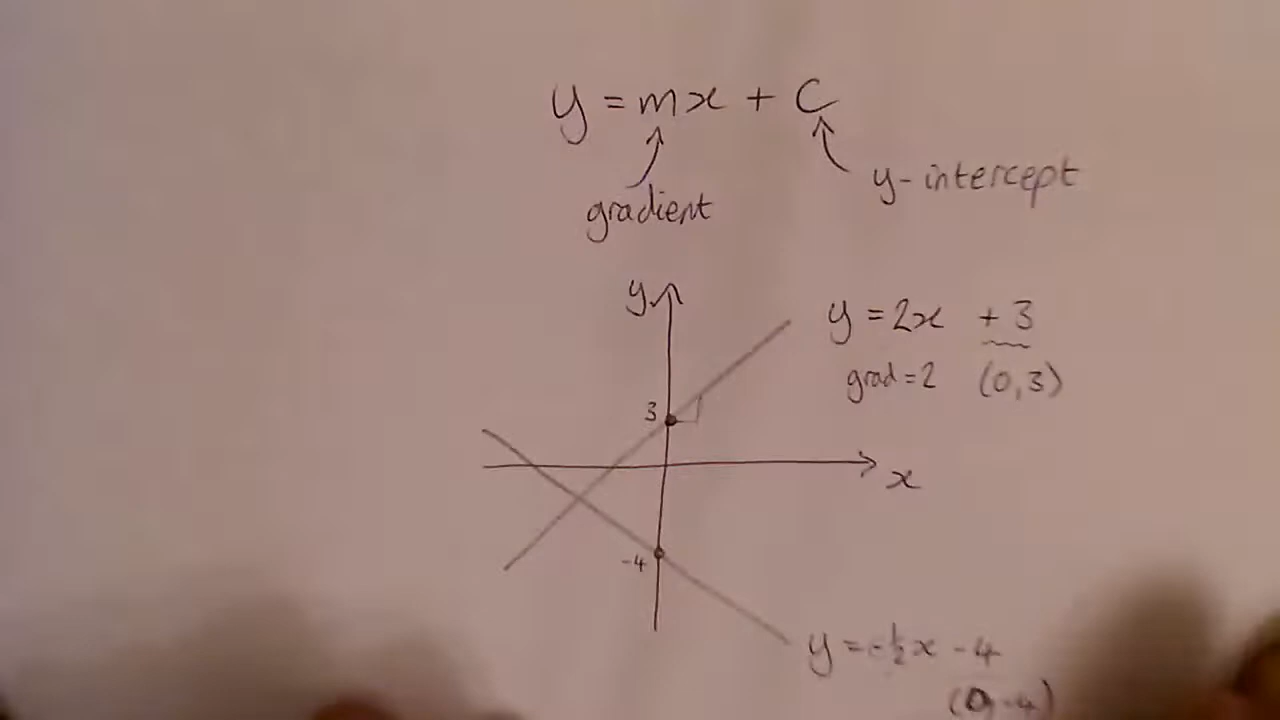 y = mx + C
gradient
y-intercept
y
y = 2x + 3
grad = 2 (0,3)
3
x
-4
y = -½x - 4
(0,-4)